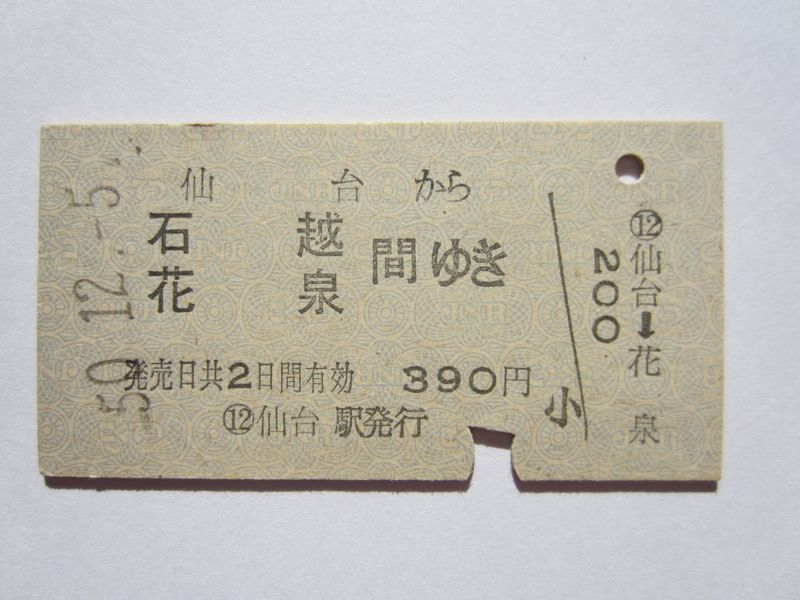 50.12.-5
仙台から
石越
花泉
間ゆき
発売日共2日間有効 390円
⑫仙台駅発行
小
⑫仙台➡花泉
200